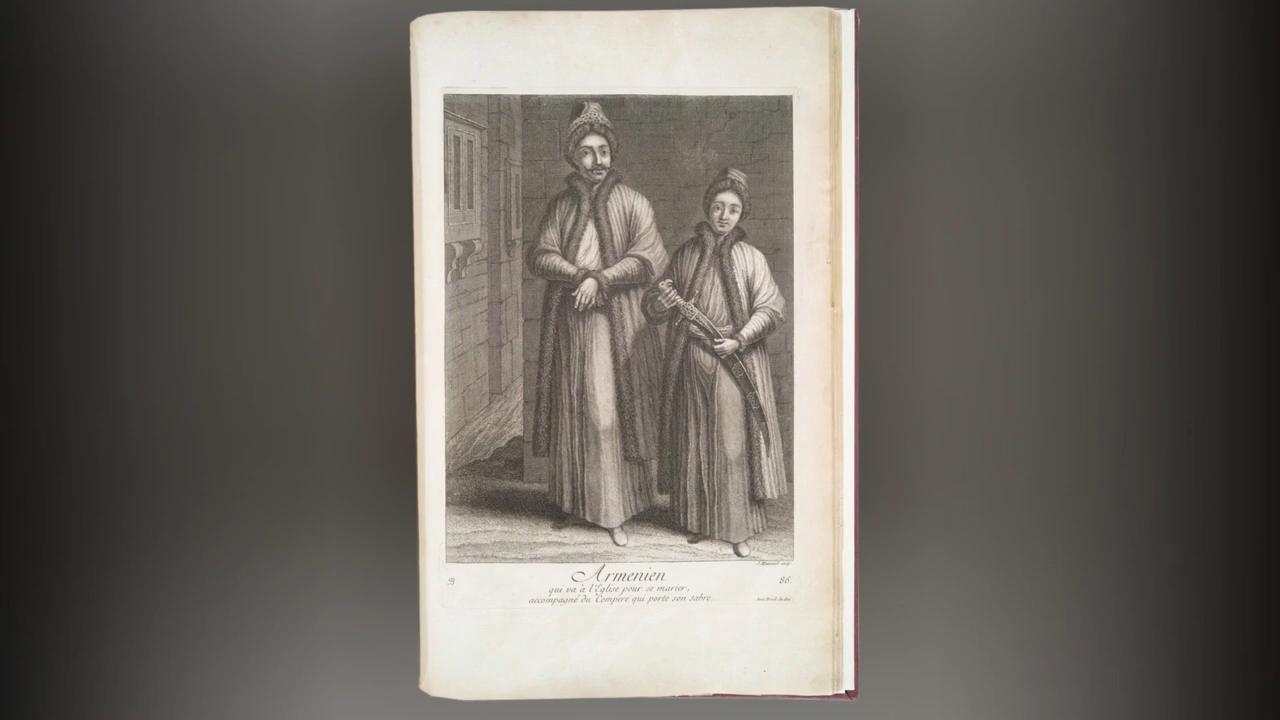 Armenien
qui va à l'Eglise pour se marier,
accompagné du Compere qui porte son sabre.
86.